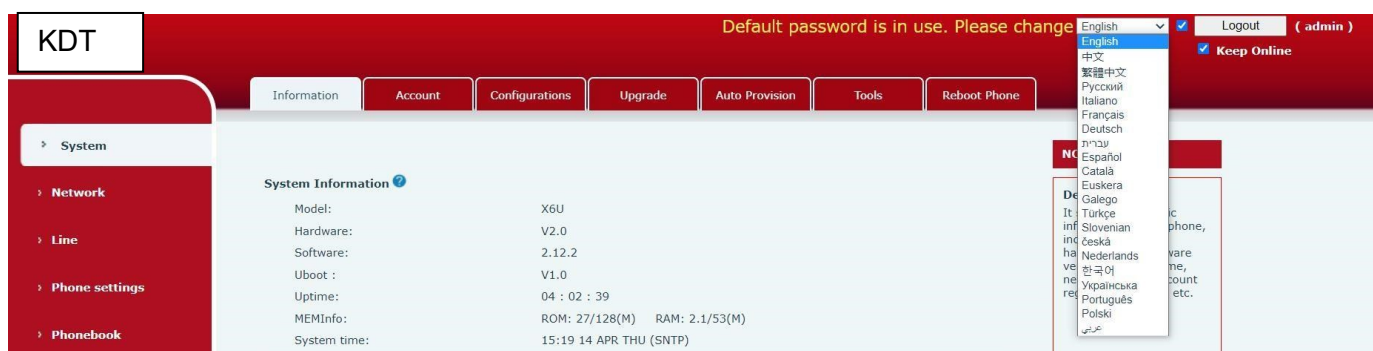 KDT
Default password is in use. Please change
English
Logout
( admin )
Keep Online
English
中文
繁體中文
Русский
Italiano
Français
Deutsch
עברית
Español
Català
Euskera
Galego
Türkçe
Slovenian
česká
Nederlands
한국어
Українська
Português
Polski
عربي
Information
Account
Configurations
Upgrade
Auto Provision
Tools
Reboot Phone
System
Network
Line
Phone settings
Phonebook
System Information
Model: X6U
Hardware: V2.0
Software: 2.12.2
Uboot : V1.0
Uptime: 04 : 02 : 39
MEMInfo: ROM: 27/128(M) RAM: 2.1/53(M)
System time: 15:19 14 APR THU (SNTP)
It
phone,
etc.